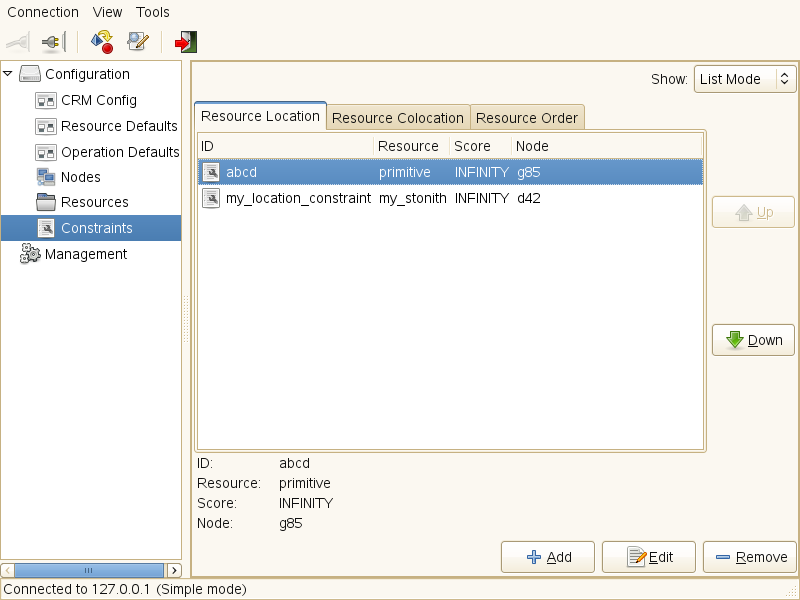 Connection View Tools
Show: List Mode
Configuration
CRM Config
Resource Defaults
Operation Defaults
Nodes
Resources
Constraints
Management
Resource Location Resource Colocation Resource Order
ID Resource Score Node
abcd primitive INFINITY g85
my_location_constraint my_stonith INFINITY d42
Up
Down
ID: abcd
Resource: primitive
Score: INFINITY
Node: g85
Add Edit Remove
Connected to 127.0.0.1 (Simple mode)